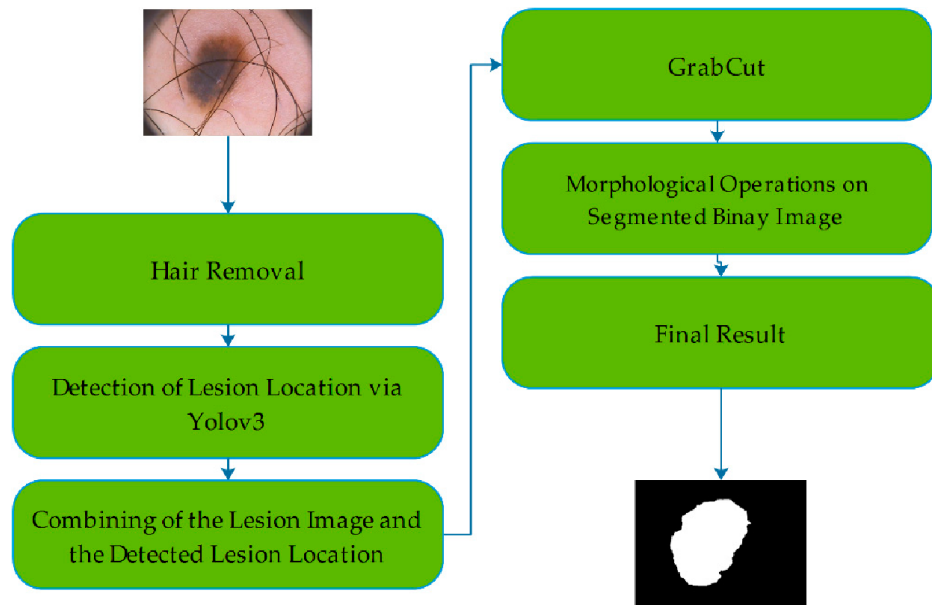 Hair Removal
Detection of Lesion Location via
Yolov3
Combining of the Lesion Image and
the Detected Lesion Location
GrabCut
Morphological Operations on
Segmented Binay Image
Final Result